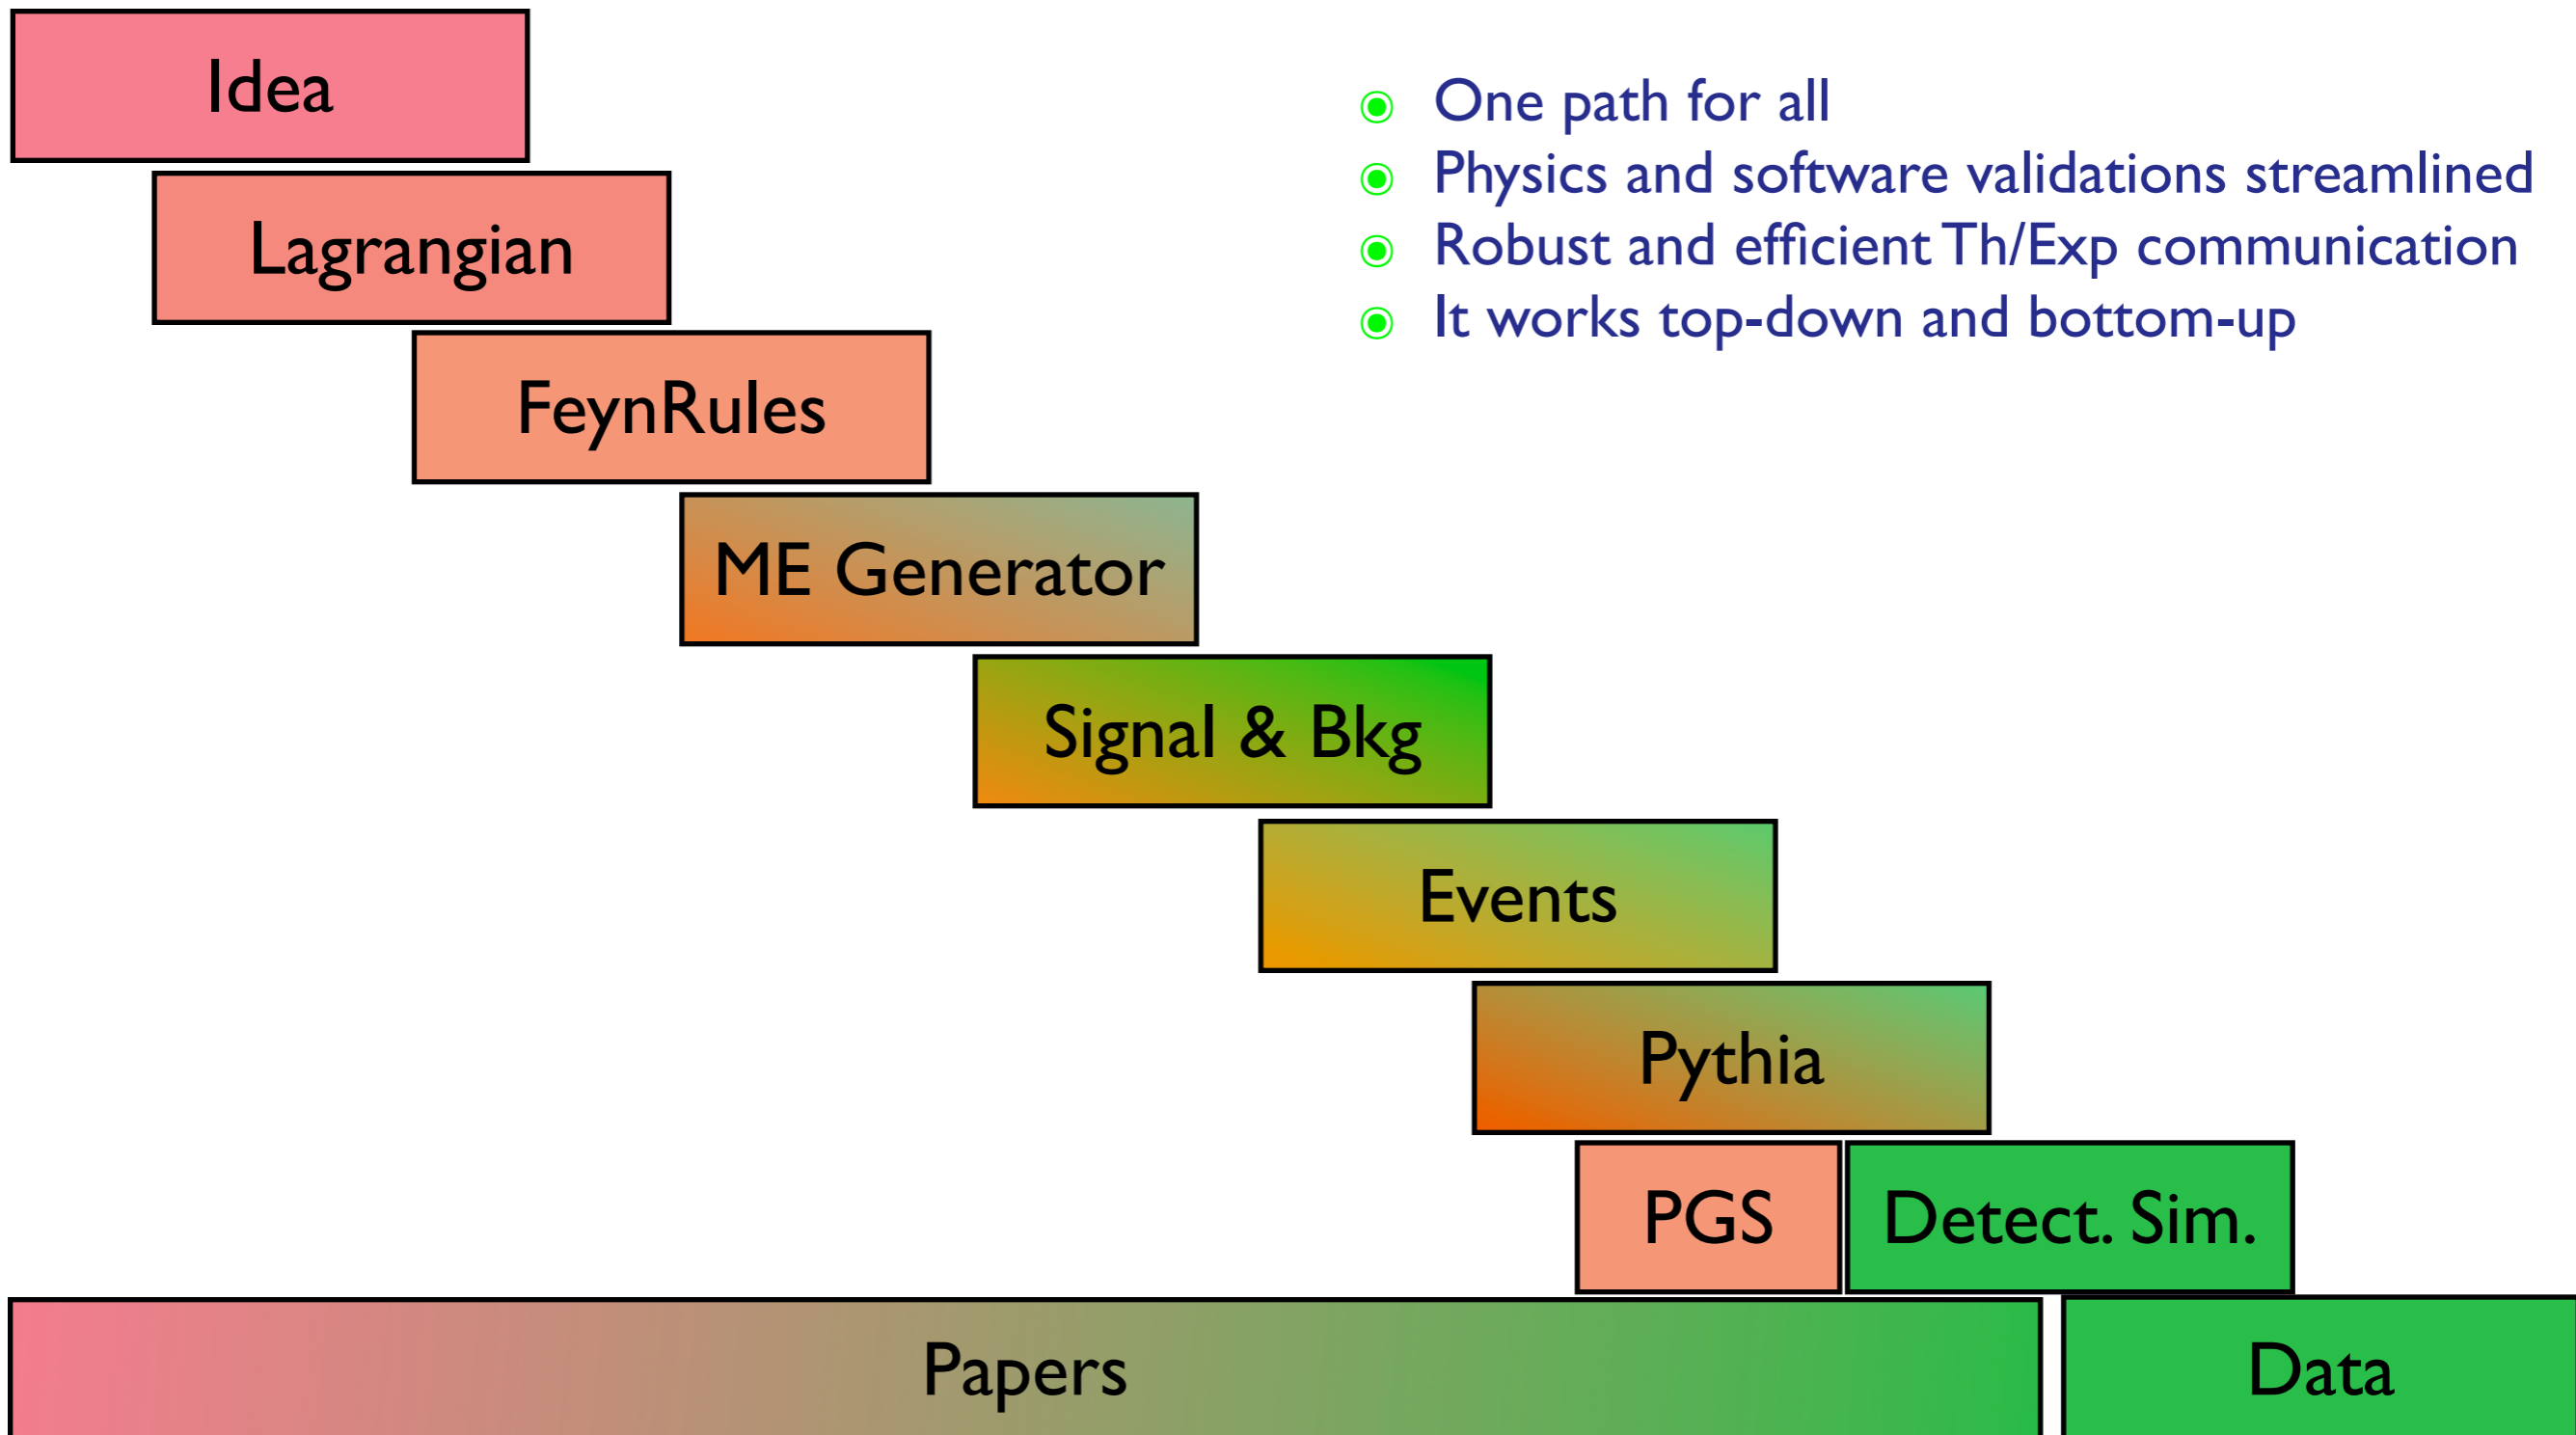 Idea
One path for all
Physics and software validations streamlined
Robust and efficient Th/Exp communication
It works top-down and bottom-up
Lagrangian
FeynRules
ME Generator
Signal & Bkg
Events
Pythia
PGS
Detect. Sim.
Papers
Data